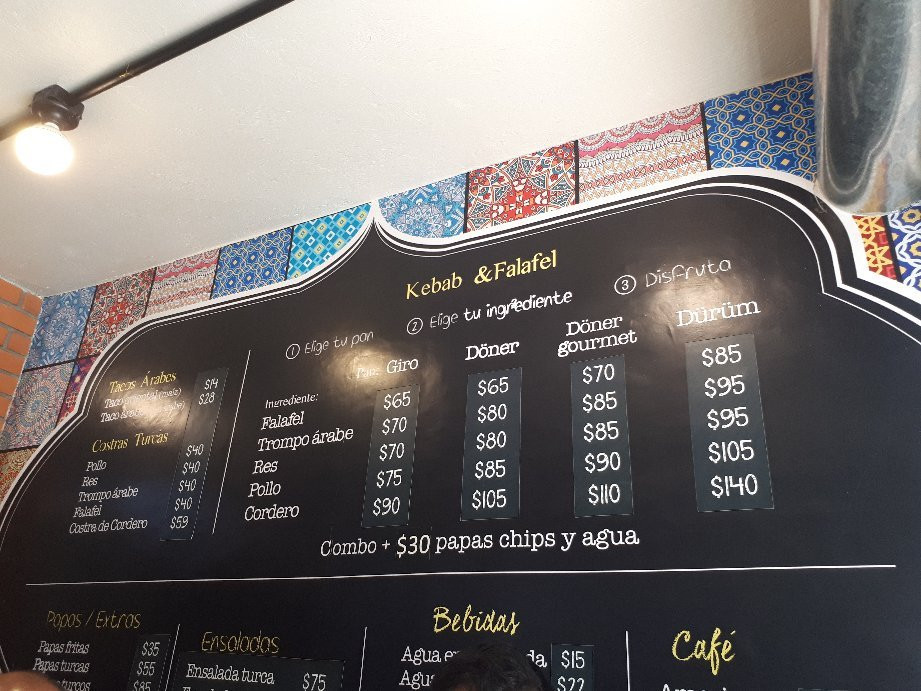 Kebab & Falafel
① Elige tu pan ② Elige tu ingrediente ③ Disfruta
Tacos Árabes
$14
Taco árabe $28
Costras Turcas
Pollo $40
Res $40
Trompo árabe $40
Falafel $40
Costra de Cordero $59
Ingrediente: Giro Döner Döner gourmet Dürüm
Falafel $65 $65 $70 $85
Trompo árabe $70 $80 $85 $95
Res $70 $80 $85 $95
Pollo $75 $85 $90 $105
Cordero $90 $105 $110 $140
Combo + $30 papas chips y agua
Papas / Extras
Papas fritas $35
Papas turcas $55
$85
Ensaladas
Ensalada turca $75
Bebidas
Agua $15
$22
Café